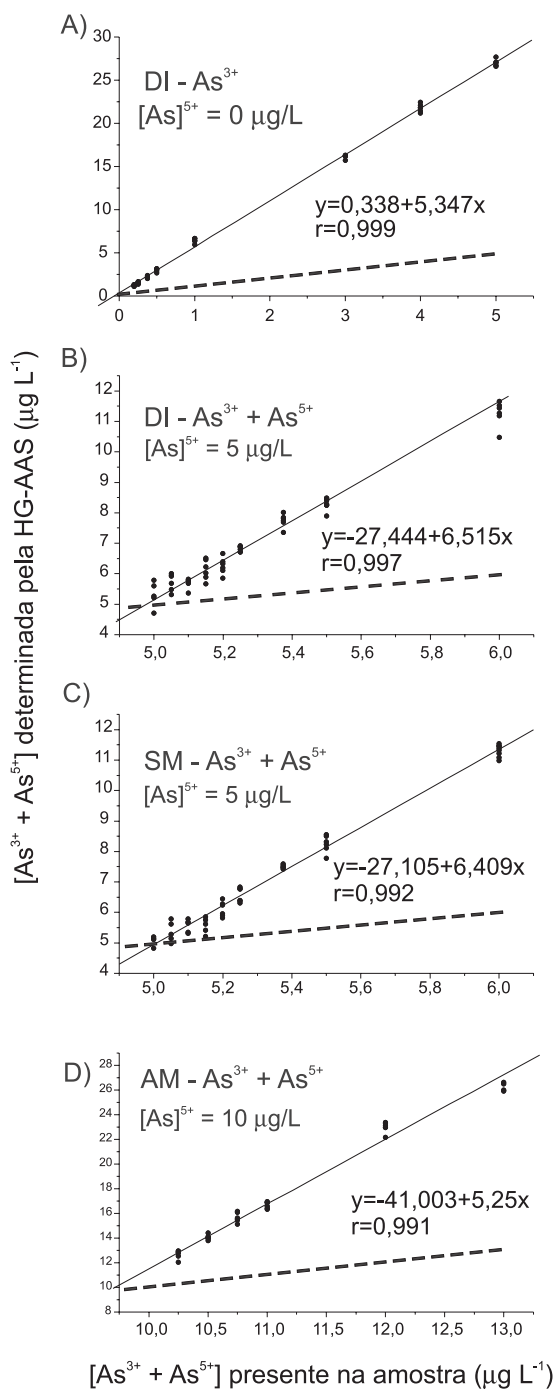 A)
30
25
20
15
10
5
0
DI - As³⁺
[As]⁵⁺ = 0 µg/L
y=0,338+5,347x
r=0,999
0 1 2 3 4 5
B)
12
11
10
9
8
7
6
5
4
DI - As³⁺ + As⁵⁺
[As]⁵⁺ = 5 µg/L
y=-27,444+6,515x
r=0,997
5,0 5,2 5,4 5,6 5,8 6,0
C)
12
11
10
9
8
7
6
5
4
SM - As³⁺ + As⁵⁺
[As]⁵⁺ = 5 µg/L
y=-27,105+6,409x
r=0,992
5,0 5,2 5,4 5,6 5,8 6,0
D)
28
26
24
22
20
18
16
14
12
10
8
AM - As³⁺ + As⁵⁺
[As]⁵⁺ = 10 µg/L
y=-41,003+5,25x
r=0,991
10,0 10,5 11,0 11,5 12,0 12,5 13,0
[As³⁺ + As⁵⁺] determinada pela HG-AAS (µg L⁻¹)
[As³⁺ + As⁵⁺] presente na amostra (µg L⁻¹)